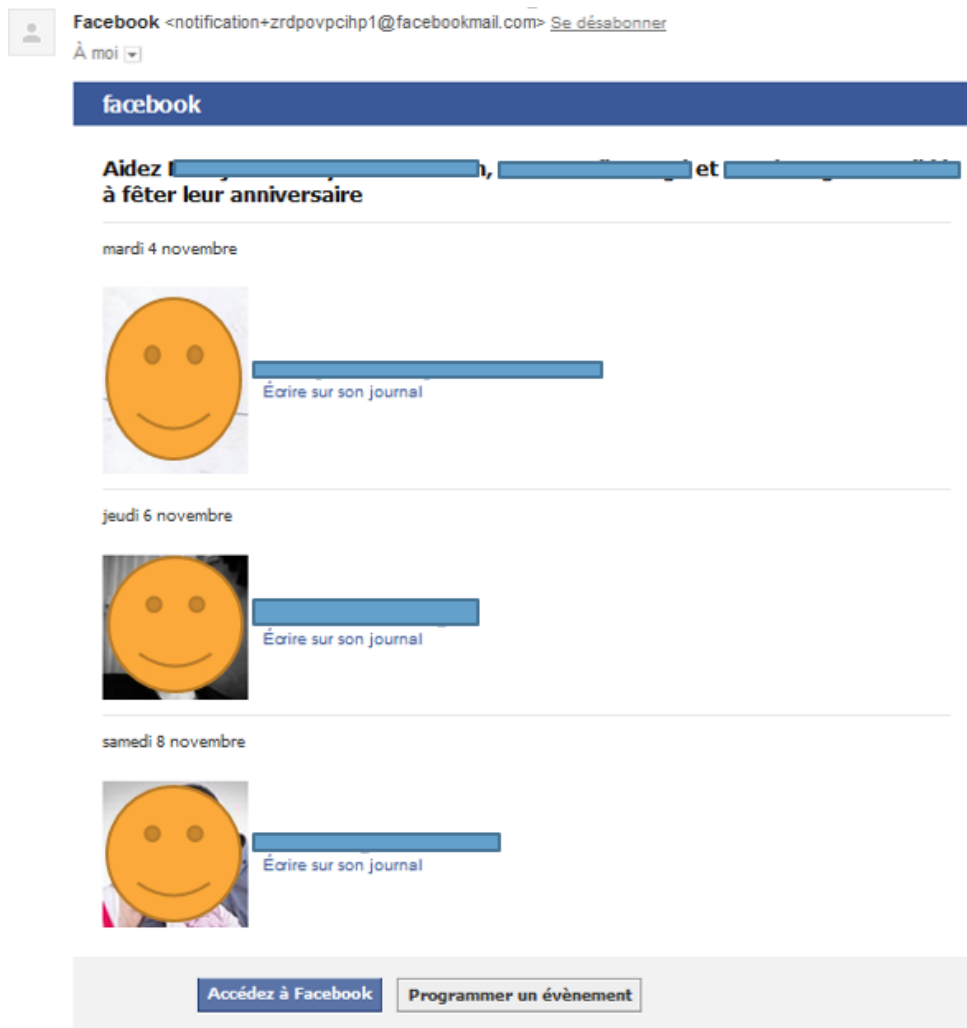 Facebook <notification+zrdpovpcihp1@facebookmail.com> Se désabonner
À moi
facebook
Aidez , et
à fêter leur anniversaire
mardi 4 novembre
Écrire sur son journal
jeudi 6 novembre
Écrire sur son journal
samedi 8 novembre
Écrire sur son journal
Accédez à Facebook Programmer un évènement